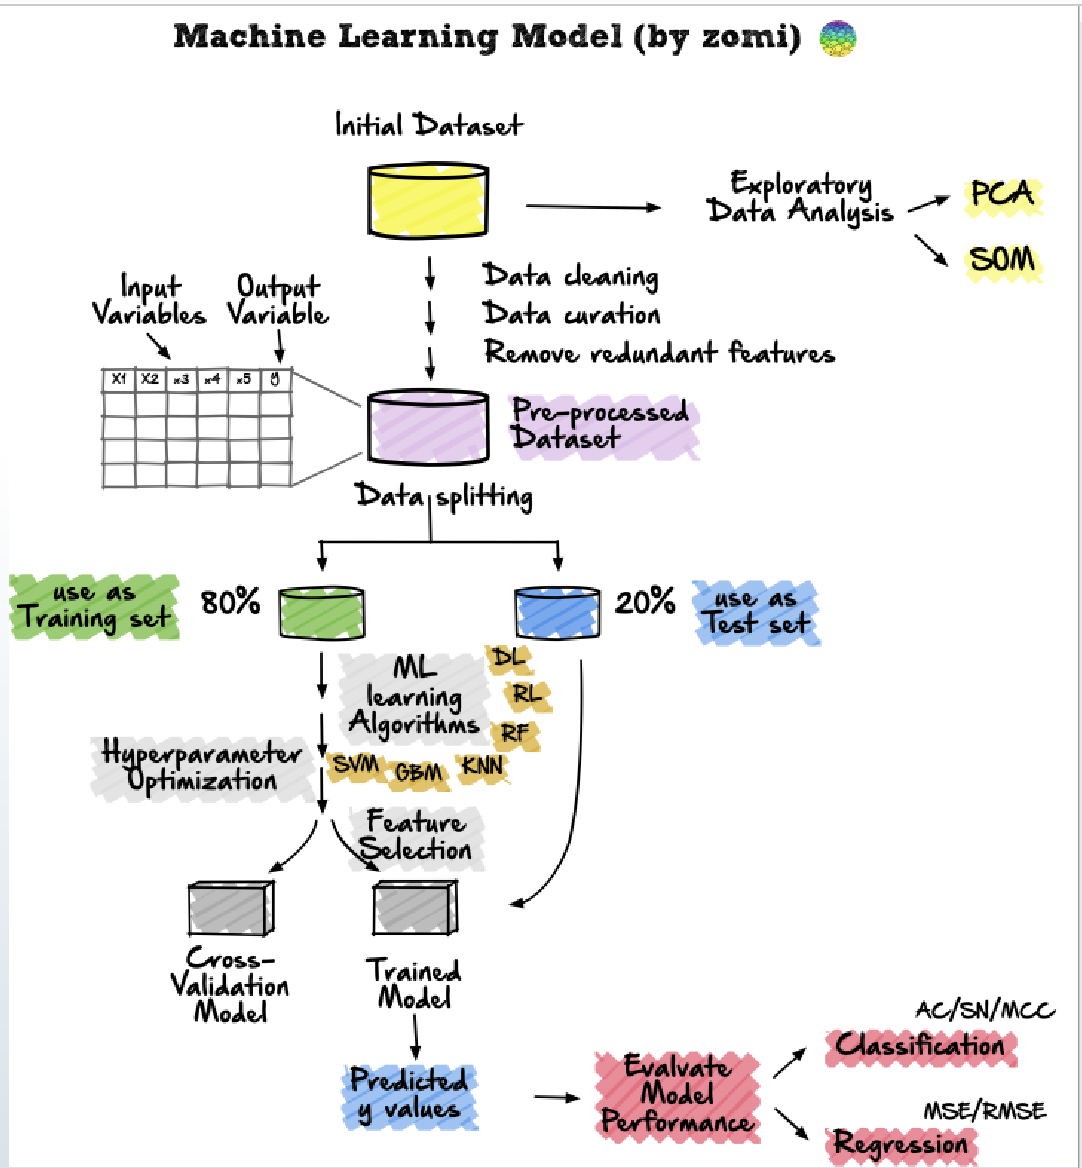 Machine Learning Model (by zomi)
Initial Dataset
Exploratory
Data Analysis
PCA
SOM
Data cleaning
Data curation
Remove redundant features
Input
Variables
Output
Variable
X1 X2 x3 x4 x5 y
Pre-processed
Dataset
Data splitting
use as
Training set
80%
20%
use as
Test set
ML
learning
Algorithms
DL
RL
RF
SVM
GBM
KNN
Hyperparameter
Optimization
Feature
Selection
Cross-
Validation
Model
Trained
Model
Predicted
y values
Evaluate
Model
Performance
AC/SN/MCC
Classification
MSE/RMSE
Regression